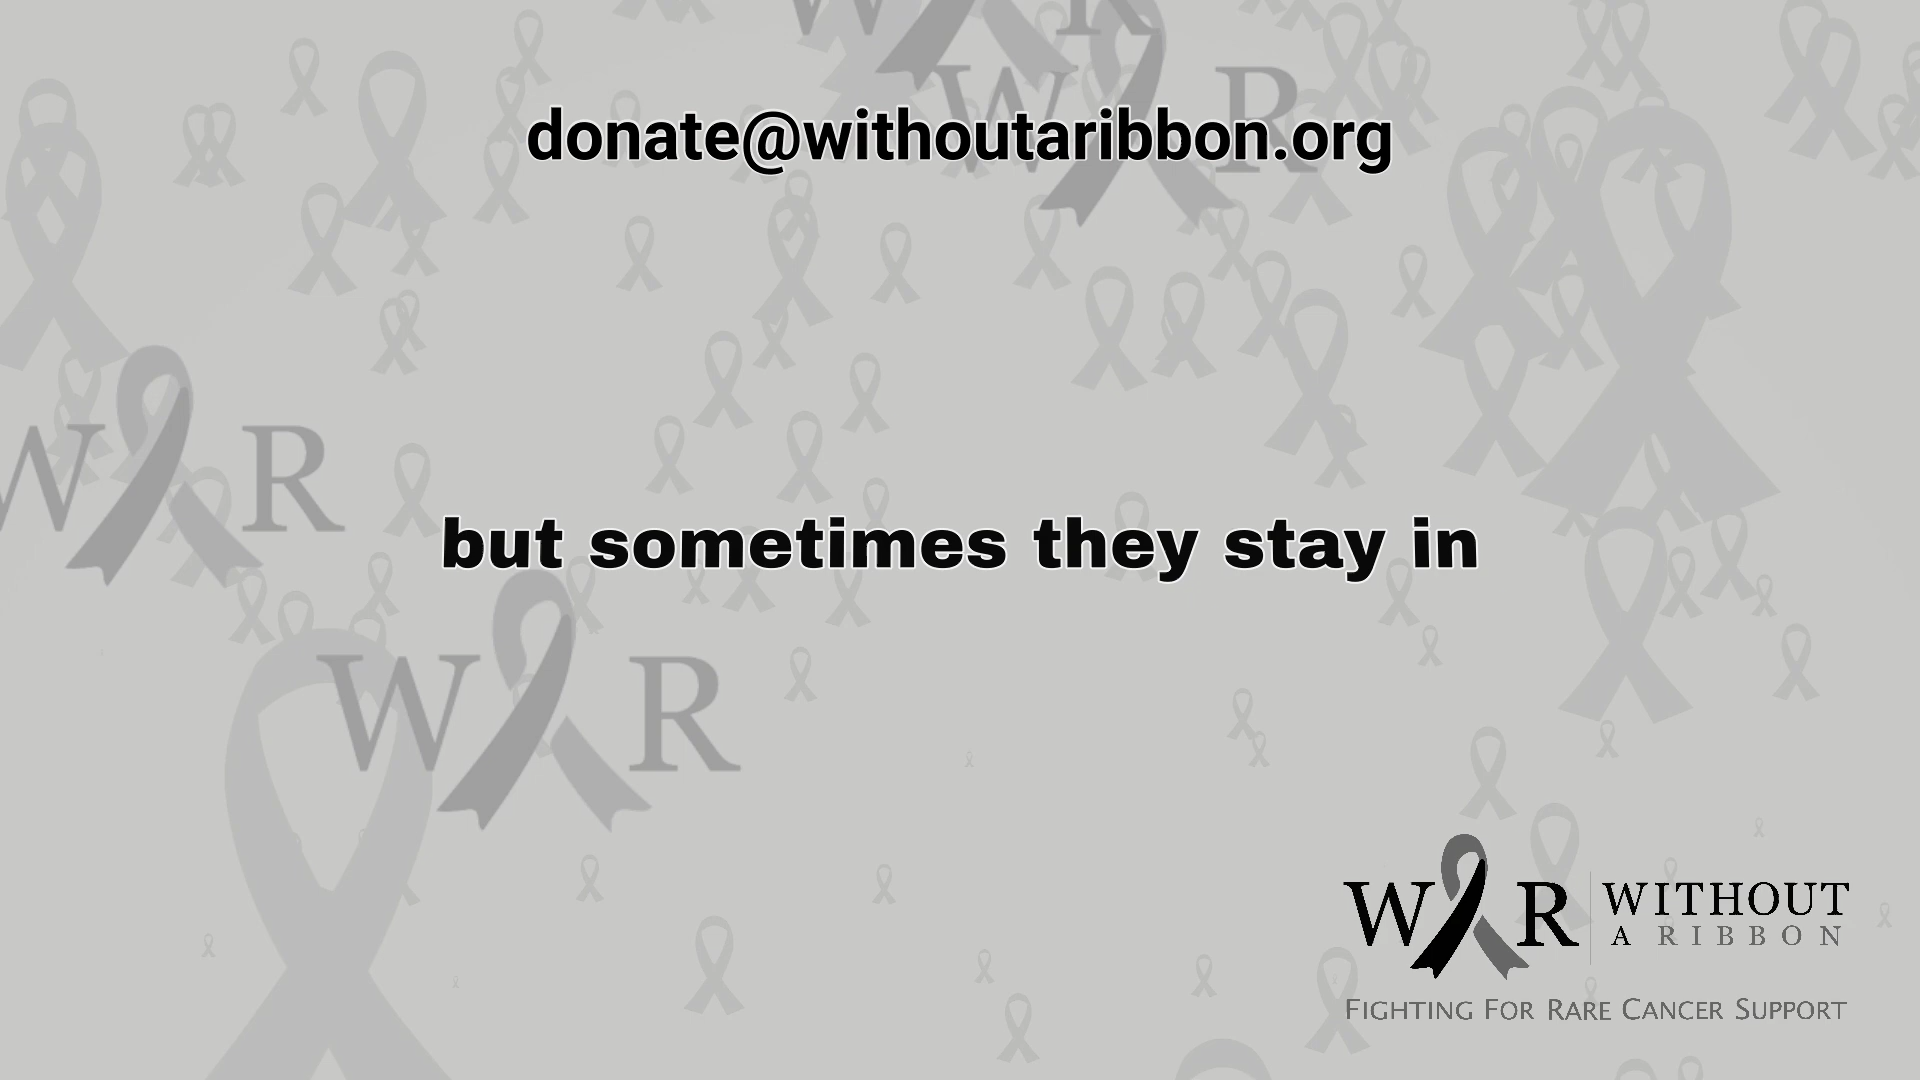 W R
W R
donate@withoutaribbon.org
W R
but sometimes they stay in
W R
W R WITHOUT
A RIBBON
FIGHTING FOR RARE CANCER SUPPORT